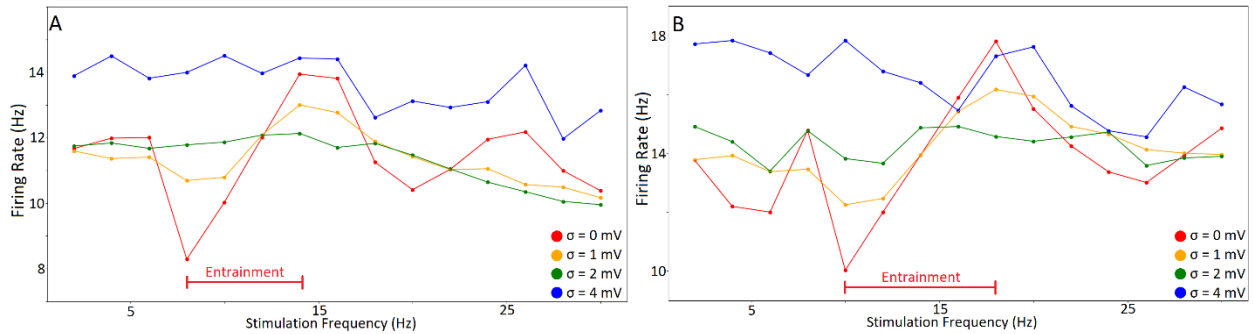 A
Firing Rate (Hz)
14
12
10
8
5
15
25
Stimulation Frequency (Hz)
Entrainment
σ = 0 mV
σ = 1 mV
σ = 2 mV
σ = 4 mV
B
Firing Rate (Hz)
18
14
10
5
15
25
Stimulation Frequency (Hz)
Entrainment
σ = 0 mV
σ = 1 mV
σ = 2 mV
σ = 4 mV